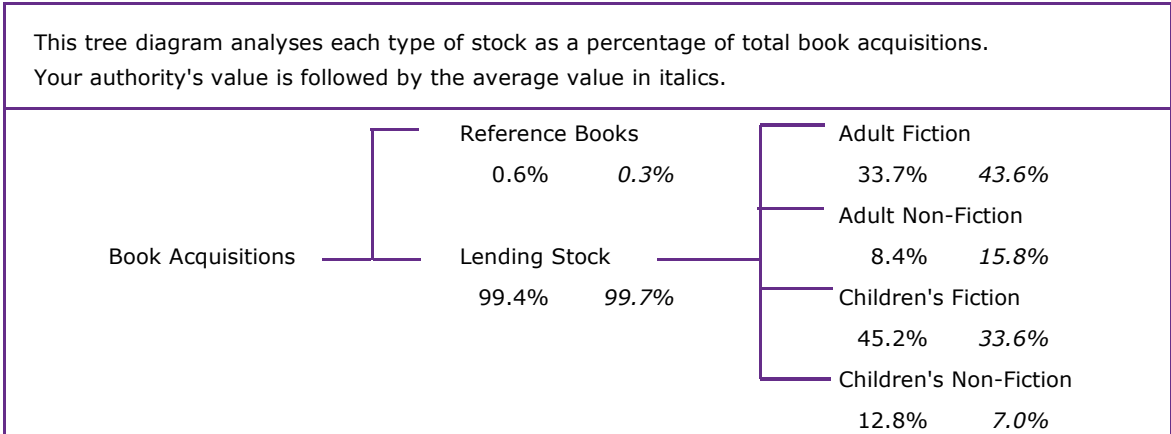 This tree diagram analyses each type of stock as a percentage of total book acquisitions.
Your authority's value is followed by the average value in italics.
Reference Books
0.6% 0.3%
Adult Fiction
33.7% 43.6%
Adult Non-Fiction
Book Acquisitions
Lending Stock
8.4% 15.8%
99.4% 99.7%
Children's Fiction
45.2% 33.6%
Children's Non-Fiction
12.8% 7.0%